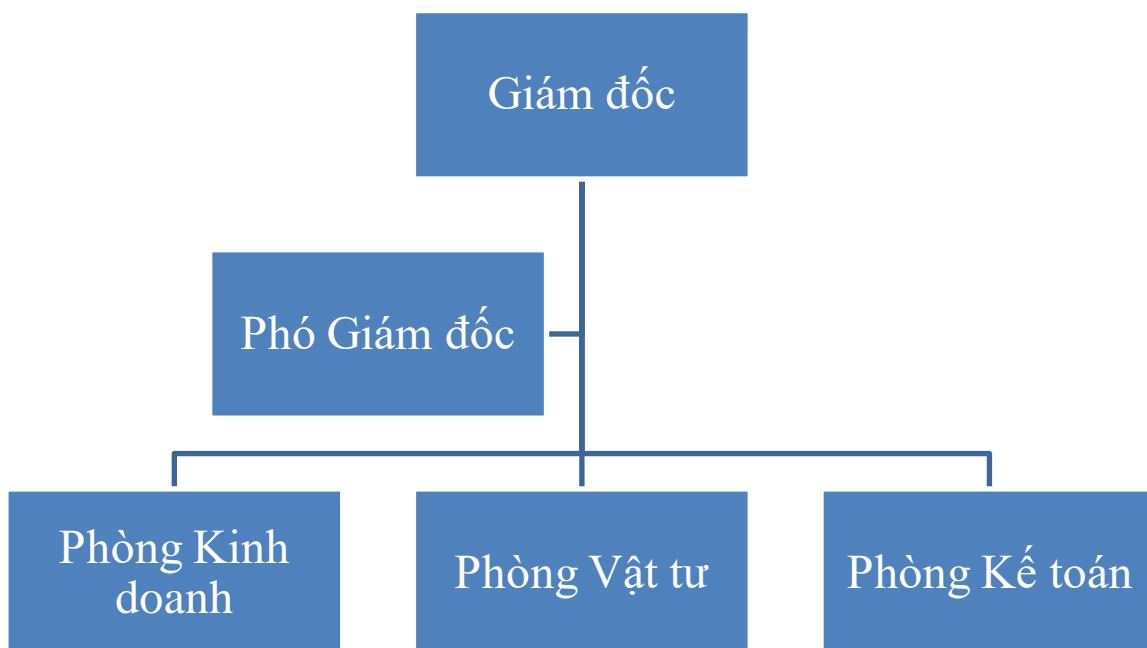 Giám đốc
Phó Giám đốc
Phòng Kinh
doanh
Phòng Vật tư
Phòng Kế toán